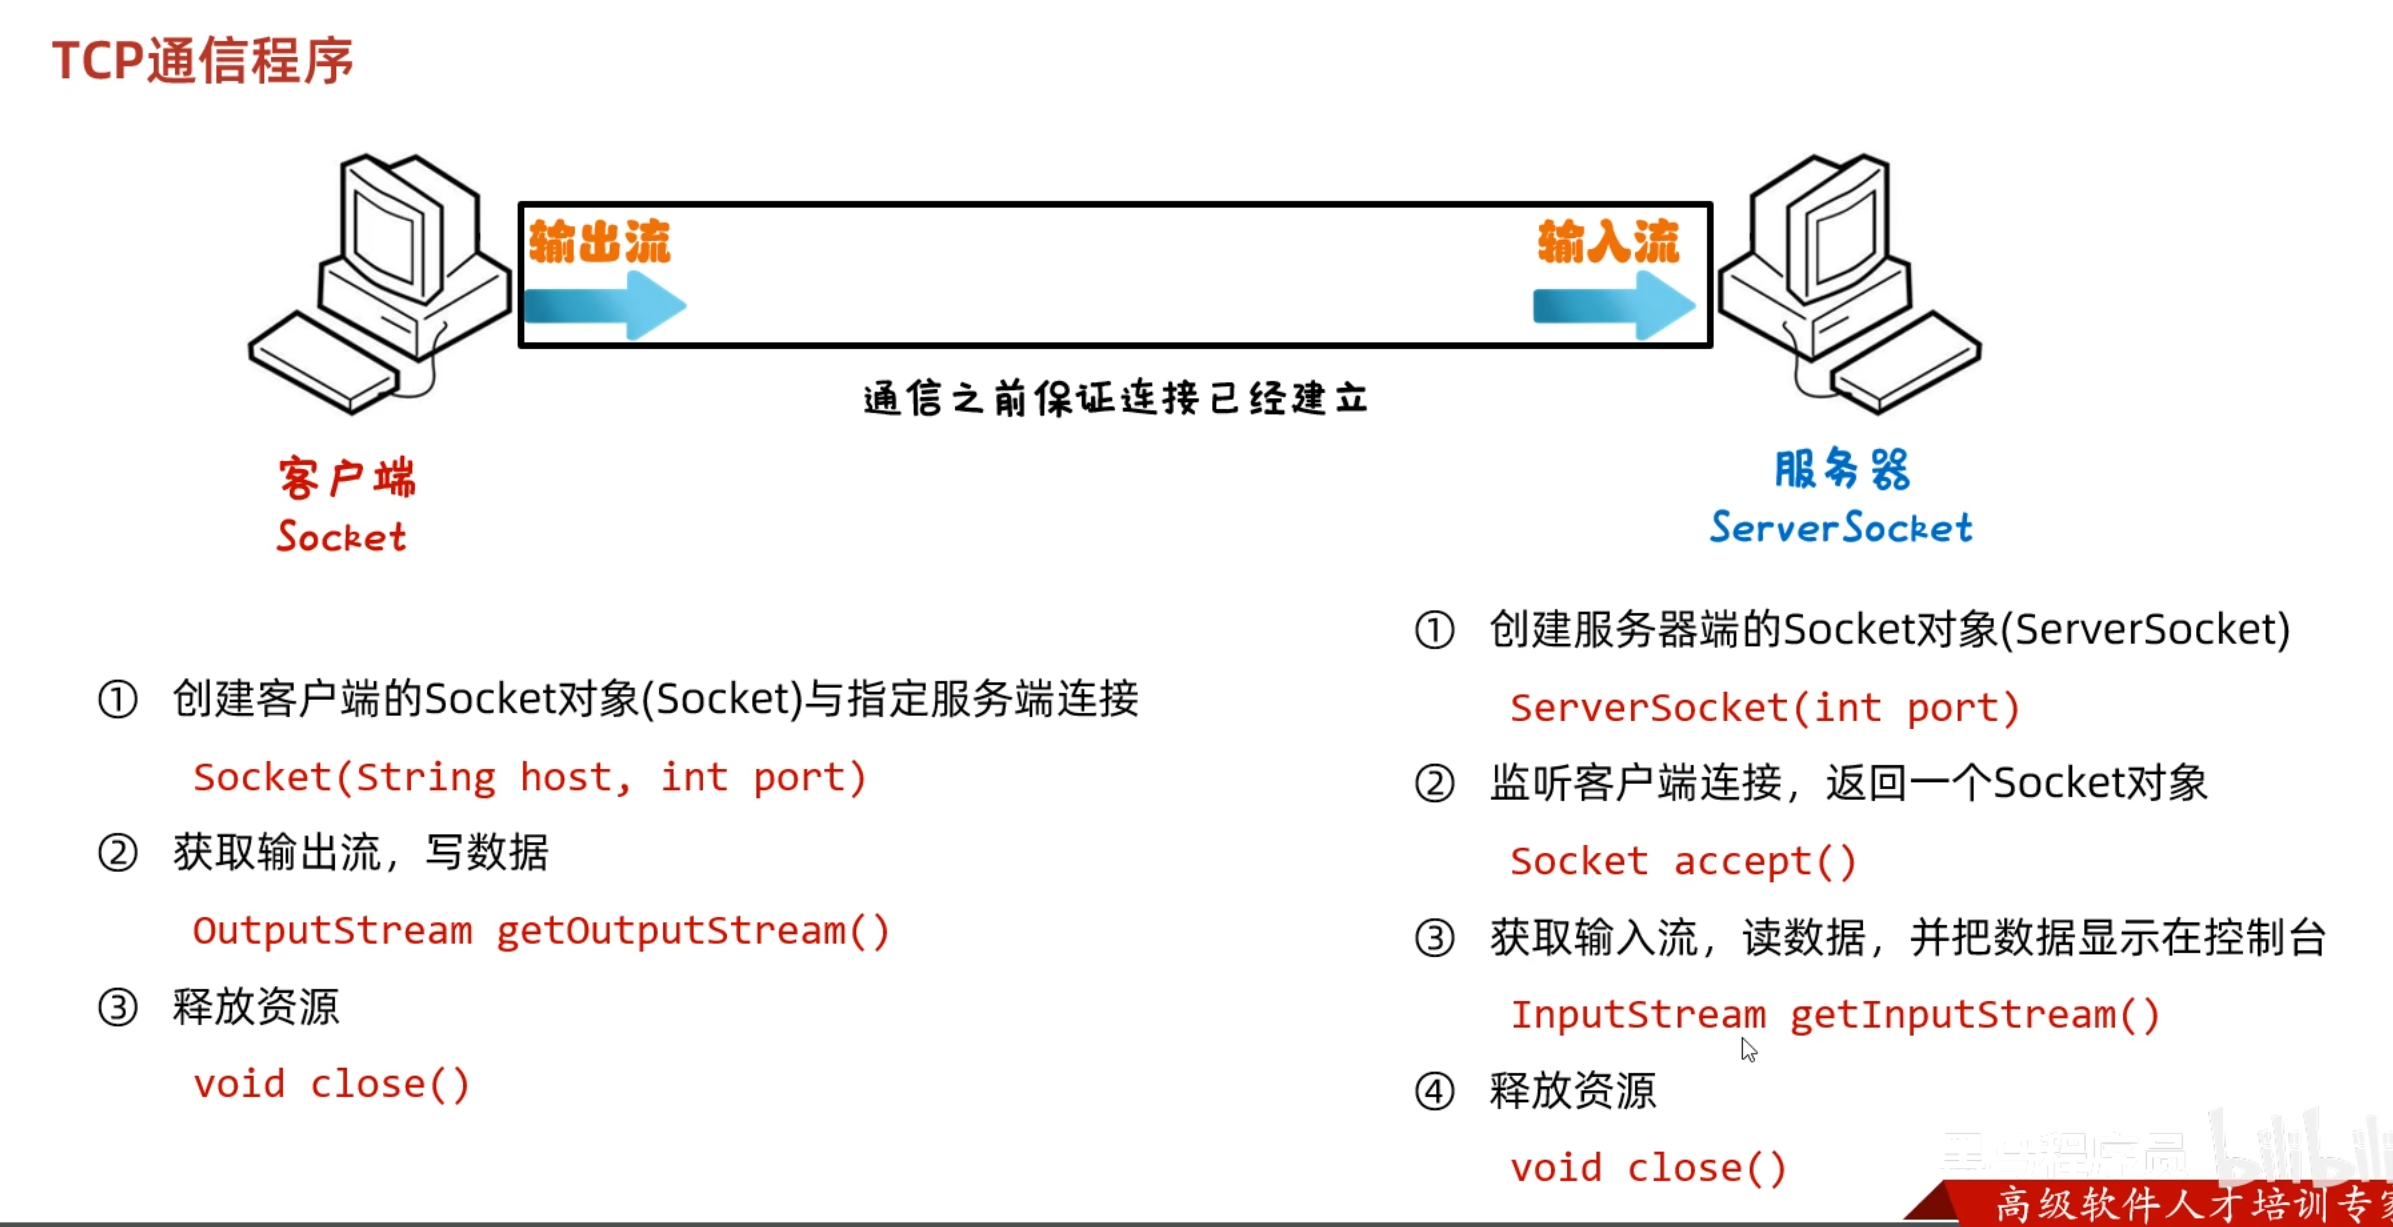 TCP通信程序
输出流
输入流
通信之前保证连接已经建立
客户端
Socket
服务器
ServerSocket
① 创建客户端的Socket对象(Socket)与指定服务端连接
Socket(String host, int port)
② 获取输出流，写数据
OutputStream getOutputStream()
③ 释放资源
void close()
① 创建服务器端的Socket对象(ServerSocket)
ServerSocket(int port)
② 监听客户端连接，返回一个Socket对象
Socket accept()
③ 获取输入流，读数据，并把数据显示在控制台
InputStream getInputStream()
④ 释放资源
void close()
黑马程序员
bilibili
高级软件人才培训专家